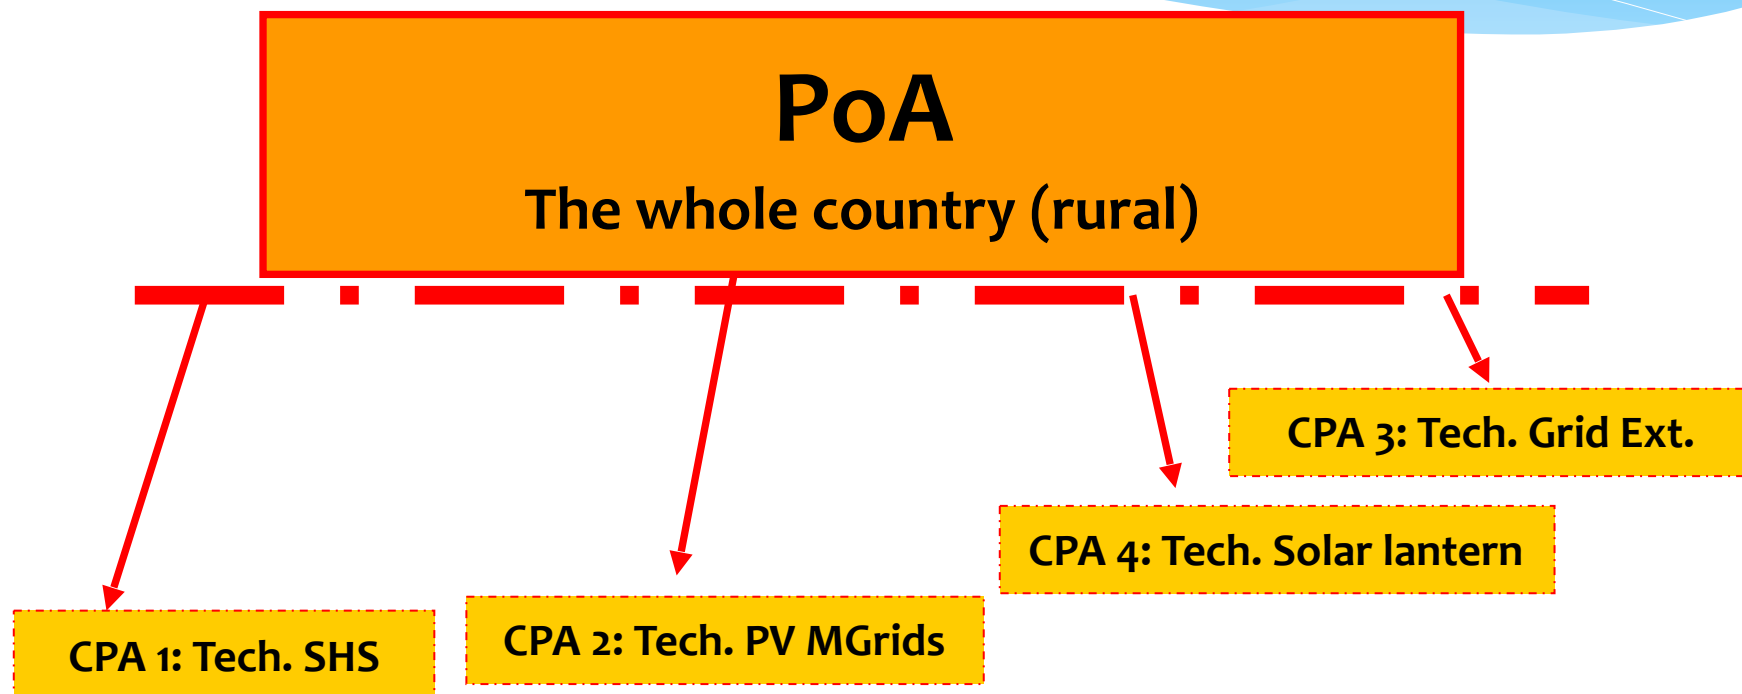 PoA
The whole country (rural)
CPA 3: Tech. Grid Ext.
CPA 4: Tech. Solar lantern
CPA 2: Tech. PV MGrids
CPA 1: Tech. SHS